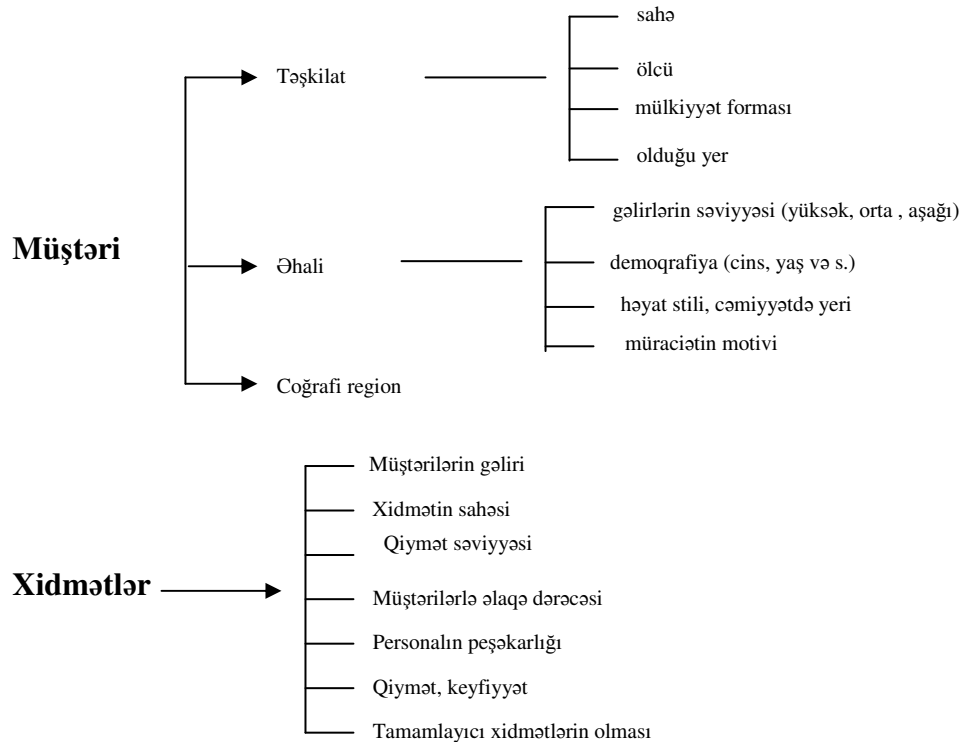 Müştəri
Təşkilat
sahə
ölcü
mülkiyyət forması
olduğu yer
Əhali
gəlirlərin səviyyəsi (yüksək, orta , aşağı)
demoqrafiya (cins, yaş və s.)
həyat stili, cəmiyyətdə yeri
müraciətin motivi
Coğrafi region
Xidmətlər
Müştərilərin gəliri
Xidmətin sahəsi
Qiymət səviyyəsi
Müştərilərlə əlaqə dərəcəsi
Personalın peşəkarlığı
Qiymət, keyfiyyət
Tamamlayıcı xidmətlərin olması